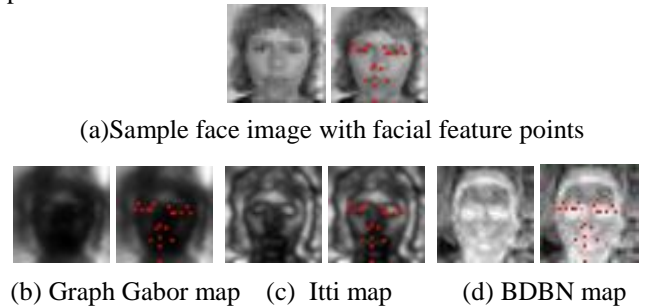 (a)Sample face image with facial feature points
(b) Graph Gabor map (c) Itti map (d) BDBN map